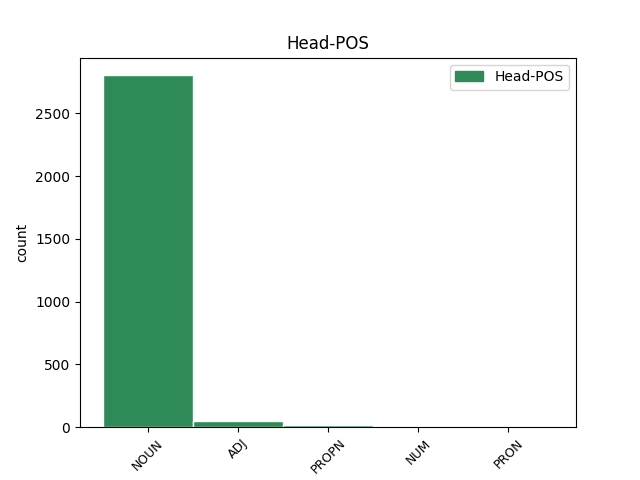 Head-POS
Head-POS
count
2500
2000
1500
1000
500
0
NOUN
ADJ
PROPN
NUM
PRON